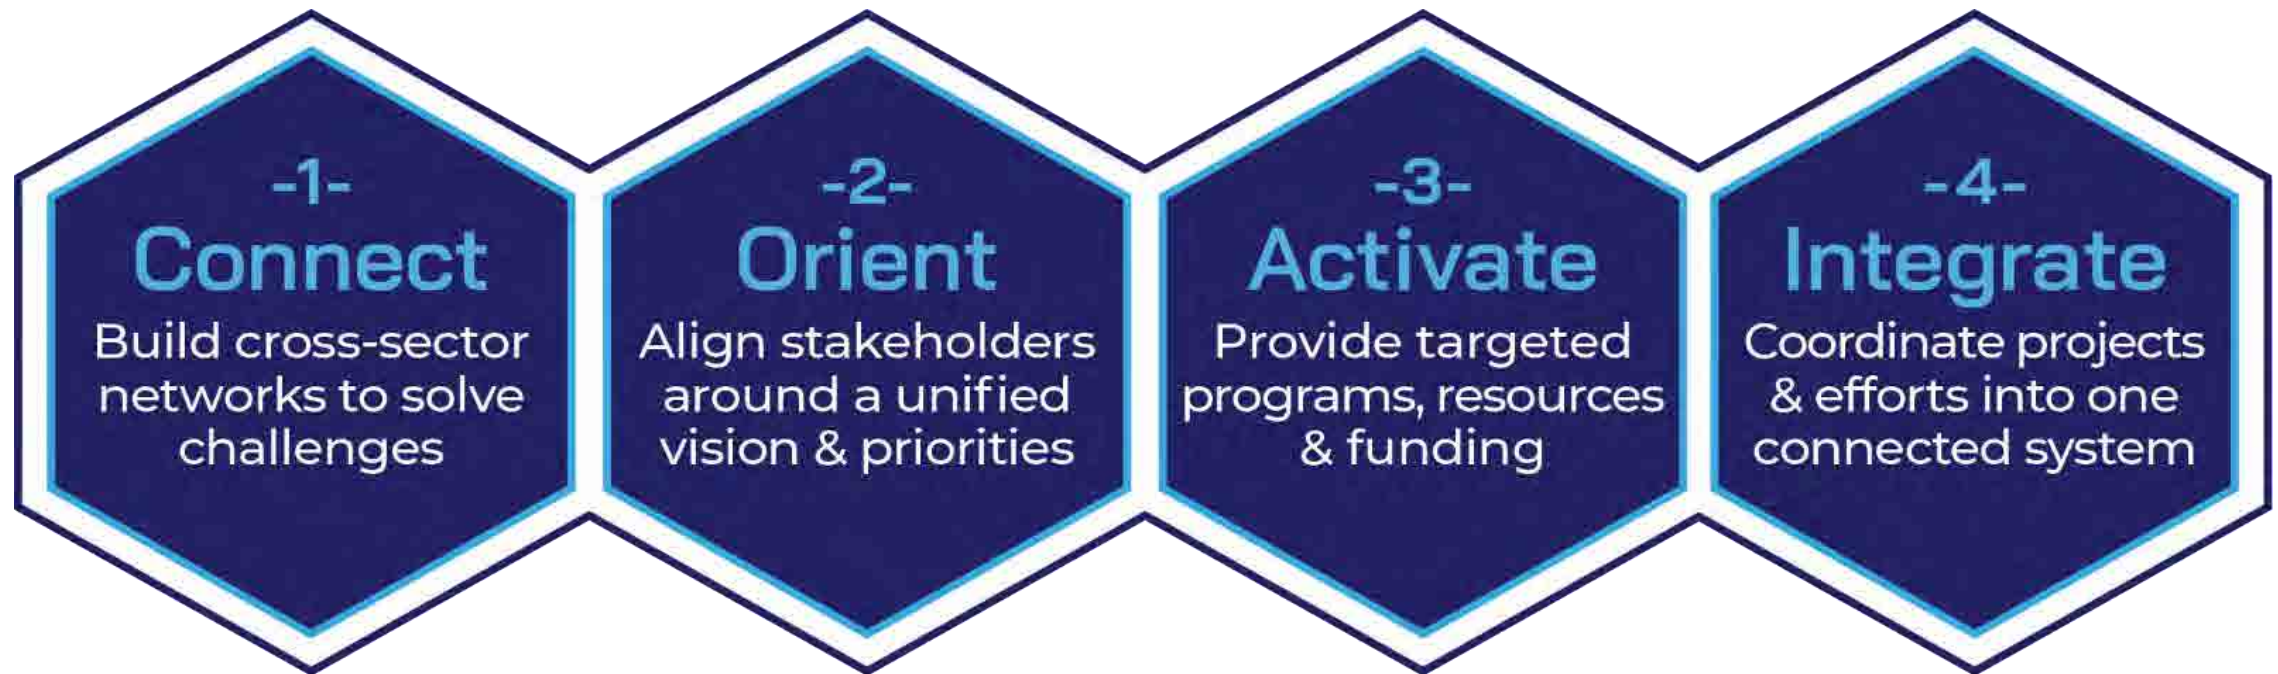 -1-
Connect
Build cross-sector
networks to solve
challenges
-2-
Orient
Align stakeholders
around a unified
vision & priorities
-3-
Activate
Provide targeted
programs, resources
& funding
-4-
Integrate
Coordinate projects
& efforts into one
connected system